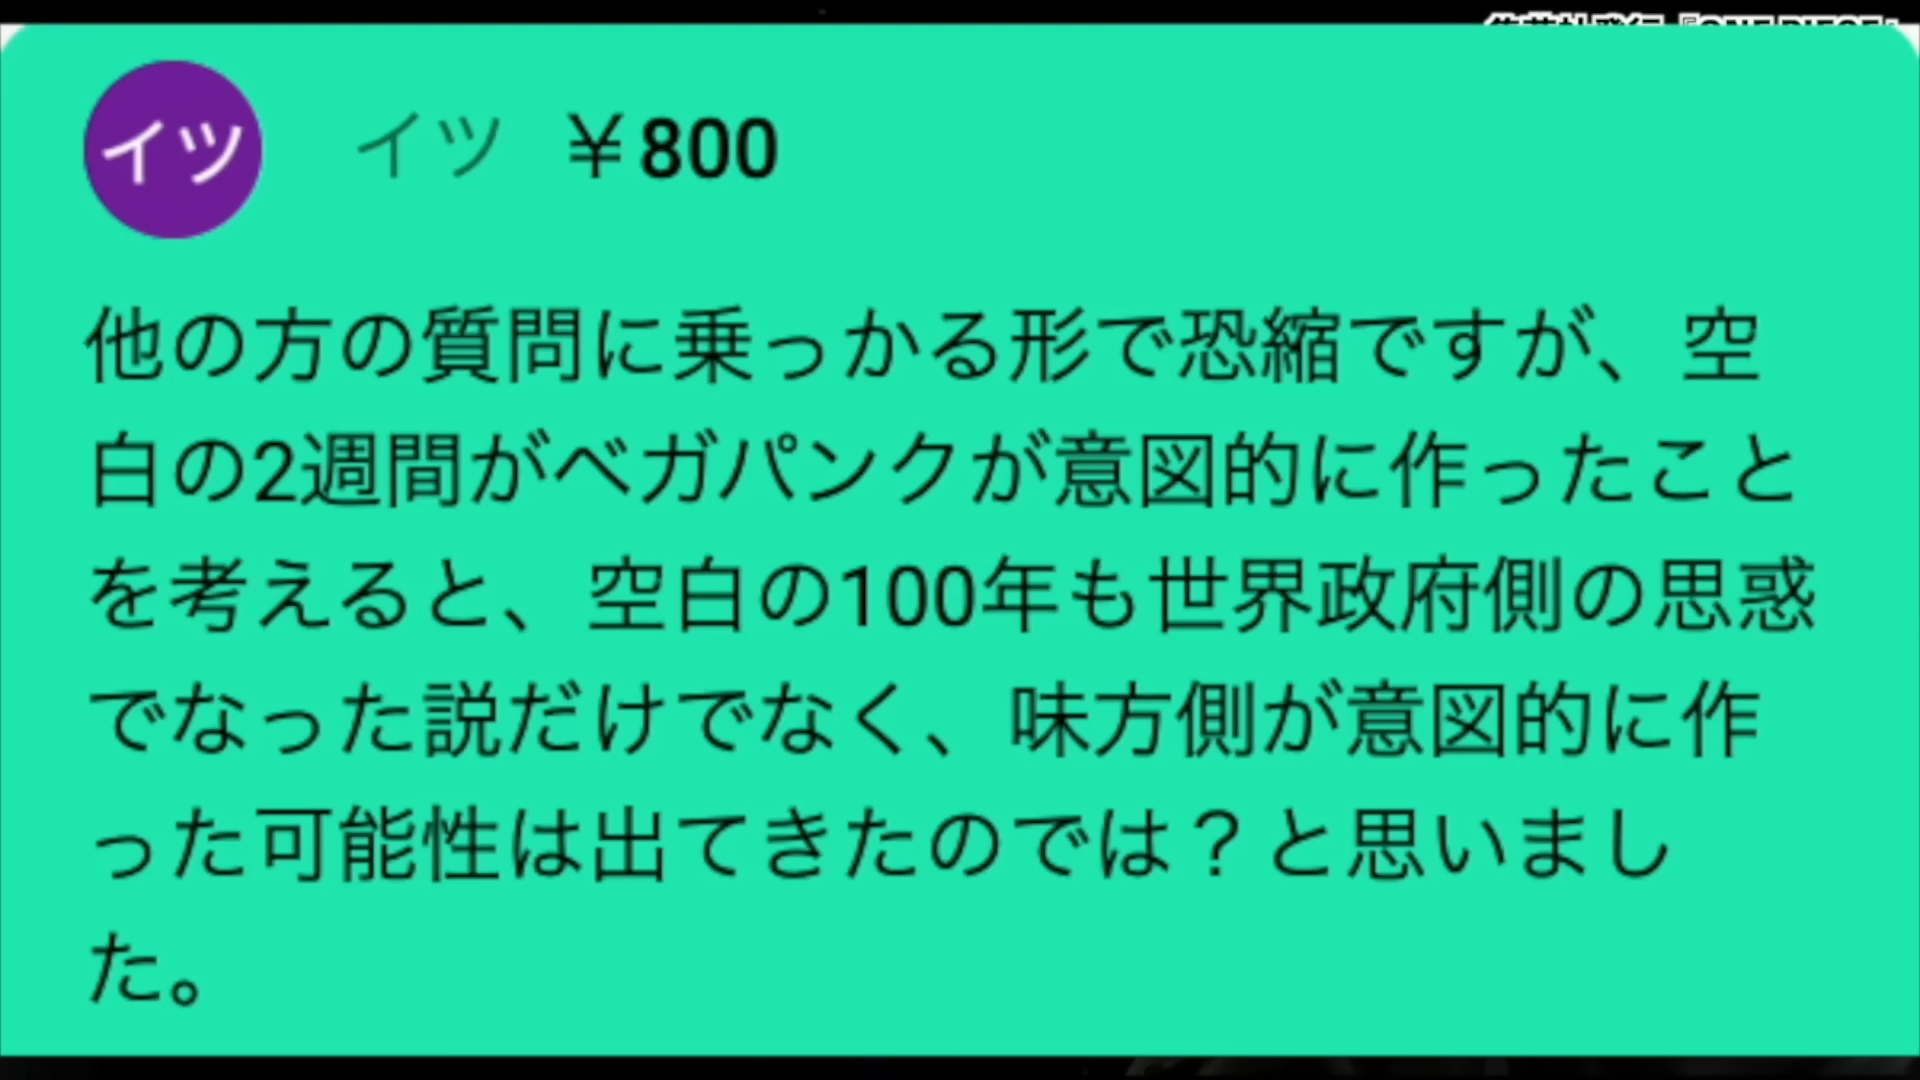 イツ イツ ￥800
他の方の質問に乗っかる形で恐縮ですが、空
白の2週間がベガパンクが意図的に作ったこと
を考えると、空白の100年も世界政府側の思惑
でなった説だけでなく、味方側が意図的に作
った可能性は出てきたのでは？と思いまし
た。